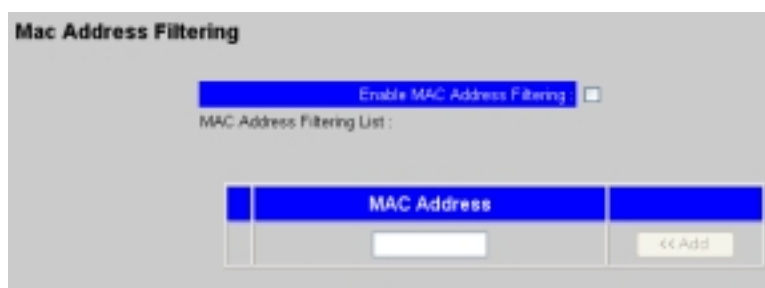 Mac Address Filtering
Enable MAC Address Filtering :
MAC Address Filtering List :
MAC Address
<< Add